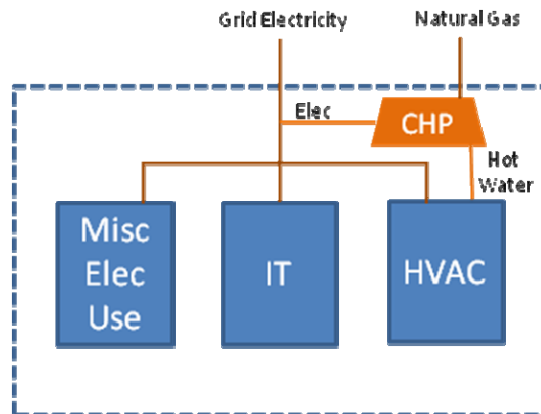 Grid Electricity
Natural Gas
Elec
CHP
Hot
Water
Misc
Elec
Use
IT
HVAC